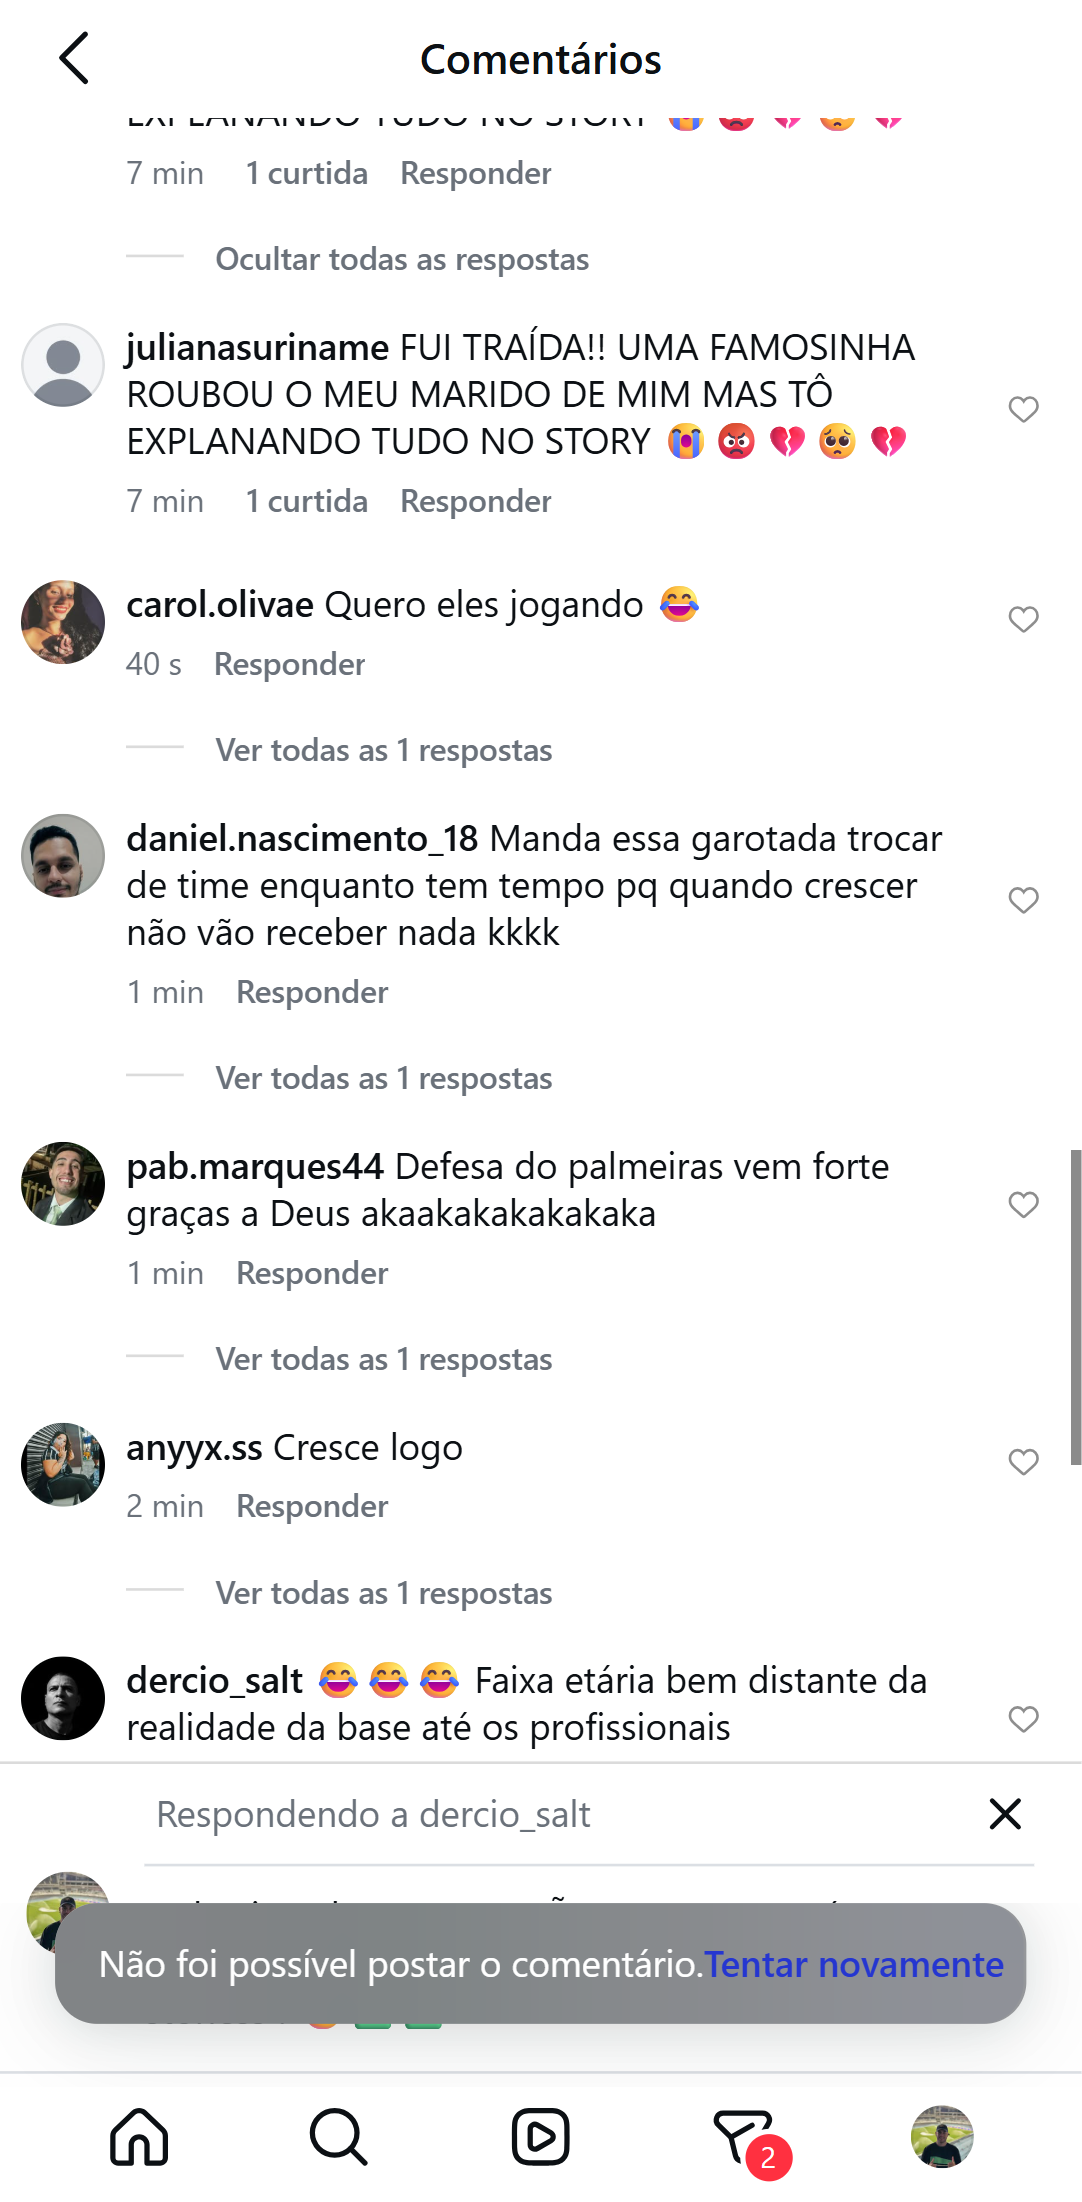 Comentários
EXPLANANDO TUDO NO STORY 😭😡💔🥺💔
7 min 1 curtida Responder
Ocultar todas as respostas
julianasuriname FUI TRAÍDA!! UMA FAMOSINHA
ROUBOU O MEU MARIDO DE MIM MAS TÔ
EXPLANANDO TUDO NO STORY 😭😡💔🥺💔
7 min 1 curtida Responder
carol.olivae Quero eles jogando 😂
40 s Responder
Ver todas as 1 respostas
daniel.nascimento_18 Manda essa garotada trocar
de time enquanto tem tempo pq quando crescer
não vão receber nada kkkk
1 min Responder
Ver todas as 1 respostas
pab.marques44 Defesa do palmeiras vem forte
graças a Deus akaakakakakakaka
1 min Responder
Ver todas as 1 respostas
anyyx.ss Cresce logo
2 min Responder
Ver todas as 1 respostas
dercio_salt 😂😂😂 Faixa etária bem distante da
realidade da base até os profissionais
Respondendo a dercio_salt
Não foi possível postar o comentário.Tentar novamente
2